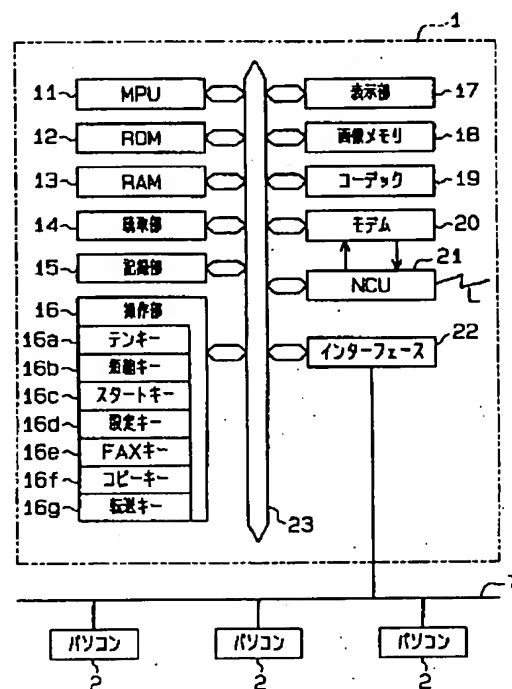 1
11 MPU
12 ROM
13 RAM
14 読取部
15 記録部
16 操作部
16a テンキー
16b 短縮キー
16c スタートキー
16d 設定キー
16e FAXキー
16f コピーキー
16g 転送キー
表示部 17
画像メモリ 18
コーデック 19
モデム 20
21
NCU
L
インターフェース 22
23
パソコン パソコン パソコン
2 2 2